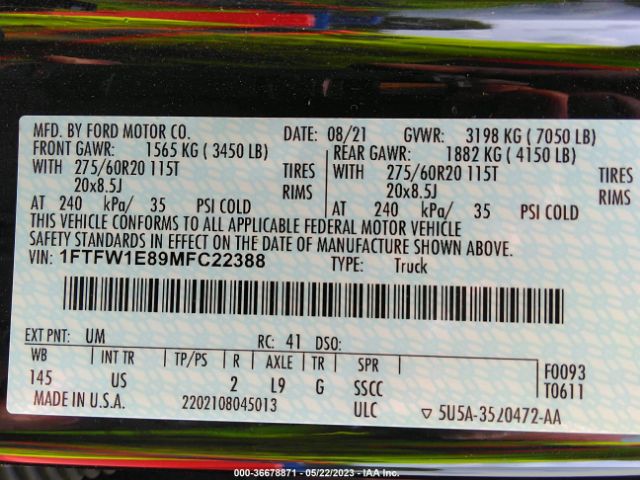 MFD. BY FORD MOTOR CO. DATE: 08/21 GVWR: 3198 KG ( 7050 LB)
FRONT GAWR: 1565 KG ( 3450 LB) REAR GAWR: 1882 KG ( 4150 LB)
WITH 275/60R20 115T TIRES WITH 275/60R20 115T TIRES
20x8.5J RIMS 20x8.5J RIMS
AT 240 kPa/ 35 PSI COLD AT 240 kPa/ 35 PSI COLD
THIS VEHICLE CONFORMS TO ALL APPLICABLE FEDERAL MOTOR VEHICLE
SAFETY STANDARDS IN EFFECT ON THE DATE OF MANUFACTURE SHOWN ABOVE.
VIN: 1FTFW1E89MFC22388 TYPE: Truck
EXT PNT: UM RC: 41 DSO:
WB INT TR TP/PS R AXLE TR SPR F0093
145 US 2 L9 G SSCC T0611
MADE IN U.S.A. 2202108045013 ULC ▽ 5U5A-3520472-AA
000-36678871 - 05/22/2023 - IAA Inc.